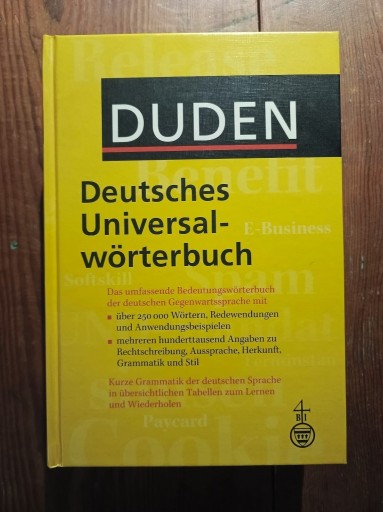 Release
DUDEN
Benefit
Deutsches
Universal-
wörterbuch
E-Business
Softskill
Spam
Das umfassende Bedeutungswörterbuch
der deutschen Gegenwartssprache mit
▪ über 250 000 Wörtern, Redewendungen
und Anwendungsbeispielen
▪ mehreren hunderttausend Angaben zu
Rechtschreibung, Aussprache, Herkunft,
Grammatik und Stil
Kurze Grammatik der deutschen Sprache
in übersichtlichen Tabellen zum Lernen
und Wiederholen
Paycard
BI